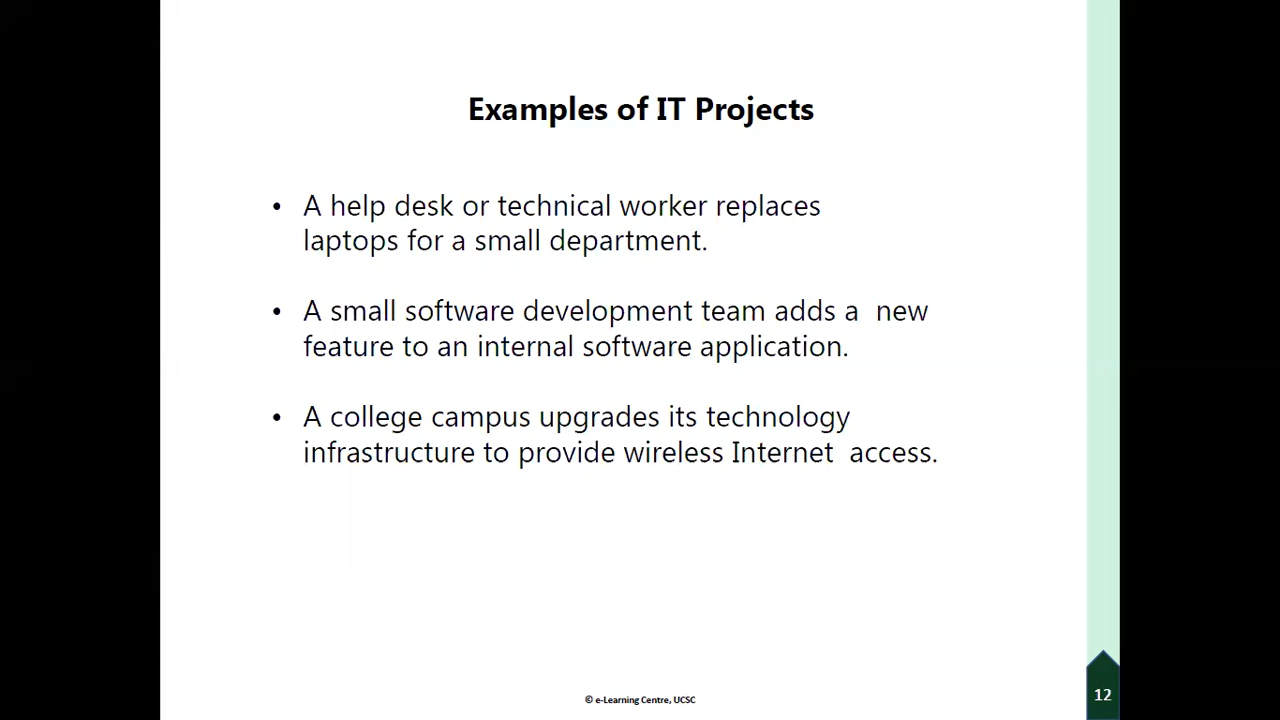 Examples of IT Projects
• A help desk or technical worker replaces
laptops for a small department.
• A small software development team adds a  new
feature to an internal software application.
• A college campus upgrades its technology
infrastructure to provide wireless Internet  access.
© e-Learning Centre, UCSC
12